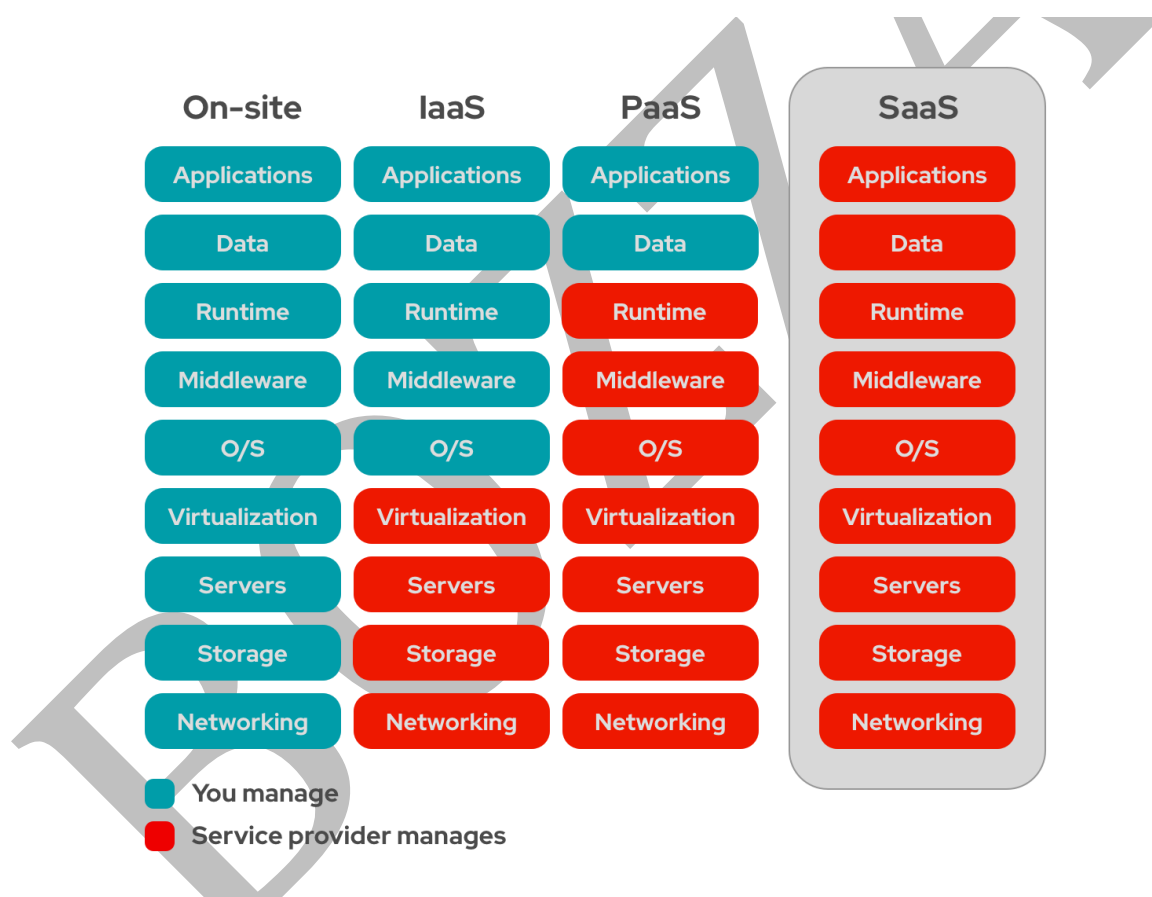 On-site IaaS PaaS SaaS
Applications Applications Applications Applications
Data Data Data Data
Runtime Runtime Runtime Runtime
Middleware Middleware Middleware Middleware
O/S O/S O/S O/S
Virtualization Virtualization Virtualization Virtualization
Servers Servers Servers Servers
Storage Storage Storage Storage
Networking Networking Networking Networking
You manage
Service provider manages